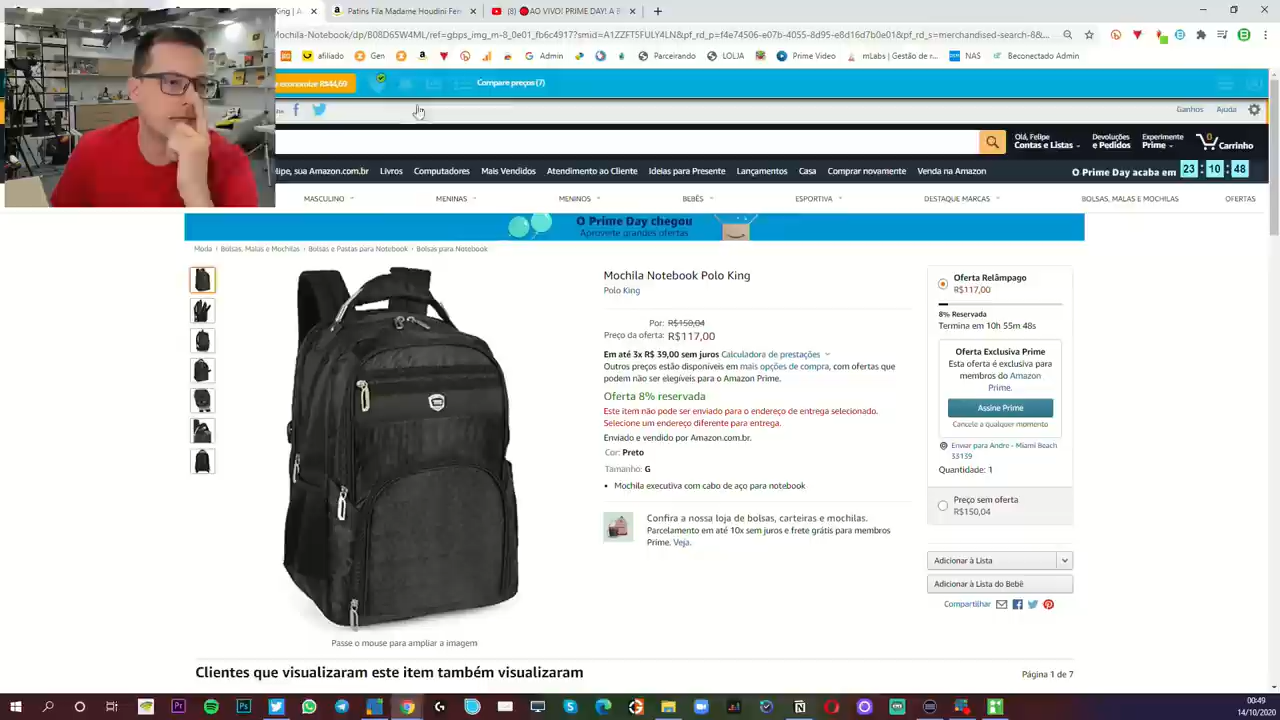 King | A
Patins Fila Madame Houdini Fem
(8) 🔴AO VIVO! PRIME DAY! A B
Mochila-Notebook/dp/B08D65W4ML/ref=gbps_img_m-8_0e01_fb6c4917?smid=A1ZZFT5FULY4LN&pf_rd_p=f4e74506-e07b-4055-8d95-e8d16d7b0e01&pf_rd_s=merchandised-search-8&...
afiliado
Gen
Admin
Parceirando
LOLJA
Prime Video
mLabs | Gestão de r...
NAS
Beconectado Admin
economize R$44,69
Compare preços (7)
Ganhos
Ajuda
Olá, Felipe
Contas e Listas
Devoluções
e Pedidos
Experimente
Prime
0
Carrinho
elipe, sua Amazon.com.br
Livros
Computadores
Mais Vendidos
Atendimento ao Cliente
Ideias para Presente
Lançamentos
Casa
Comprar novamente
Venda na Amazon
O Prime Day acaba em
23 : 10 : 48
MASCULINO
MENINAS
MENINOS
BEBÊS
ESPORTIVA
DESTAQUE MARCAS
BOLSAS, MALAS E MOCHILAS
OFERTAS
O Prime Day chegou
Aproveite grandes ofertas
Moda › Bolsas, Malas e Mochilas › Bolsas e Pastas para Notebook › Bolsas para Notebook
Mochila Notebook Polo King
Polo King
Por: R$150,04
Preço da oferta: R$117,00
Em até 3x R$ 39,00 sem juros Calculadora de prestações
Outros preços estão disponíveis em mais opções de compra, com ofertas que
podem não ser elegíveis para o Amazon Prime.
Oferta 8% reservada
Este item não pode ser enviado para o endereço de entrega selecionado.
Selecione um endereço diferente para entrega.
Enviado e vendido por Amazon.com.br.
Cor: Preto
Tamanho: G
• Mochila executiva com cabo de aço para notebook
Confira a nossa loja de bolsas, carteiras e mochilas.
Parcelamento em até 10x sem juros e frete grátis para membros
Prime. Veja.
Oferta Relâmpago
R$117,00
8% Reservada
Termina em 10h 55m 48s
Oferta Exclusiva Prime
Esta oferta é exclusiva para
membros do Amazon
Prime.
Assine Prime
Cancele a qualquer momento
Enviar para Andre - Miami Beach
33139
Quantidade: 1
Preço sem oferta
R$150,04
Adicionar à Lista
Adicionar à Lista do Bebê
Compartilhar
Passe o mouse para ampliar a imagem
Clientes que visualizaram este item também visualizaram
Página 1 de 7
00:49
14/10/2020